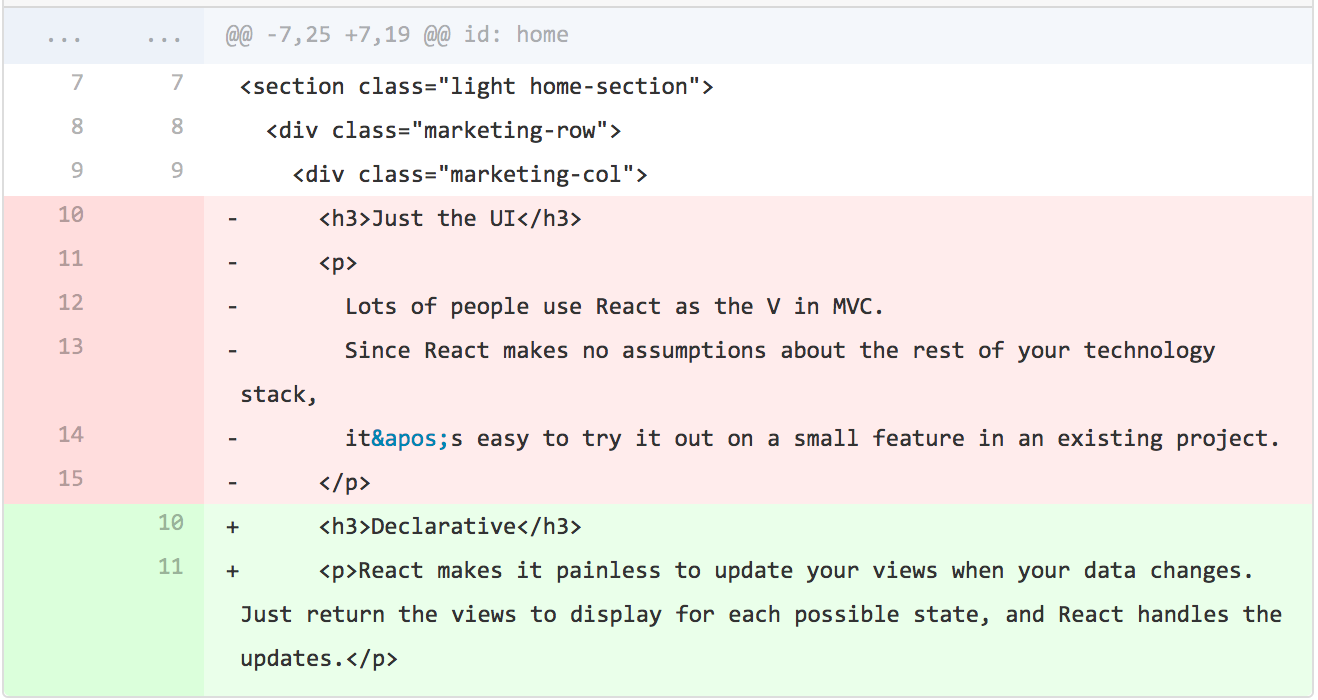 ... ... @@ -7,25 +7,19 @@ id: home
7 7 <section class="light home-section">
8 8 <div class="marketing-row">
9 9 <div class="marketing-col">
10 - <h3>Just the UI</h3>
11 - <p>
12 - Lots of people use React as the V in MVC.
13 - Since React makes no assumptions about the rest of your technology
stack,
14 - it&apos;s easy to try it out on a small feature in an existing project.
15 - </p>
10 + <h3>Declarative</h3>
11 + <p>React makes it painless to update your views when your data changes.
Just return the views to display for each possible state, and React handles the
updates.</p>